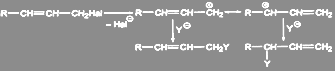 R—CH=CH—CH₂Hal – Hal⊖ R—CH=CH—CH₂⊕ ↔ R—CH⊕—CH=CH₂
Y⊖ Y⊖
R—CH=CH—CH₂Y R—CH—CH=CH₂
Y